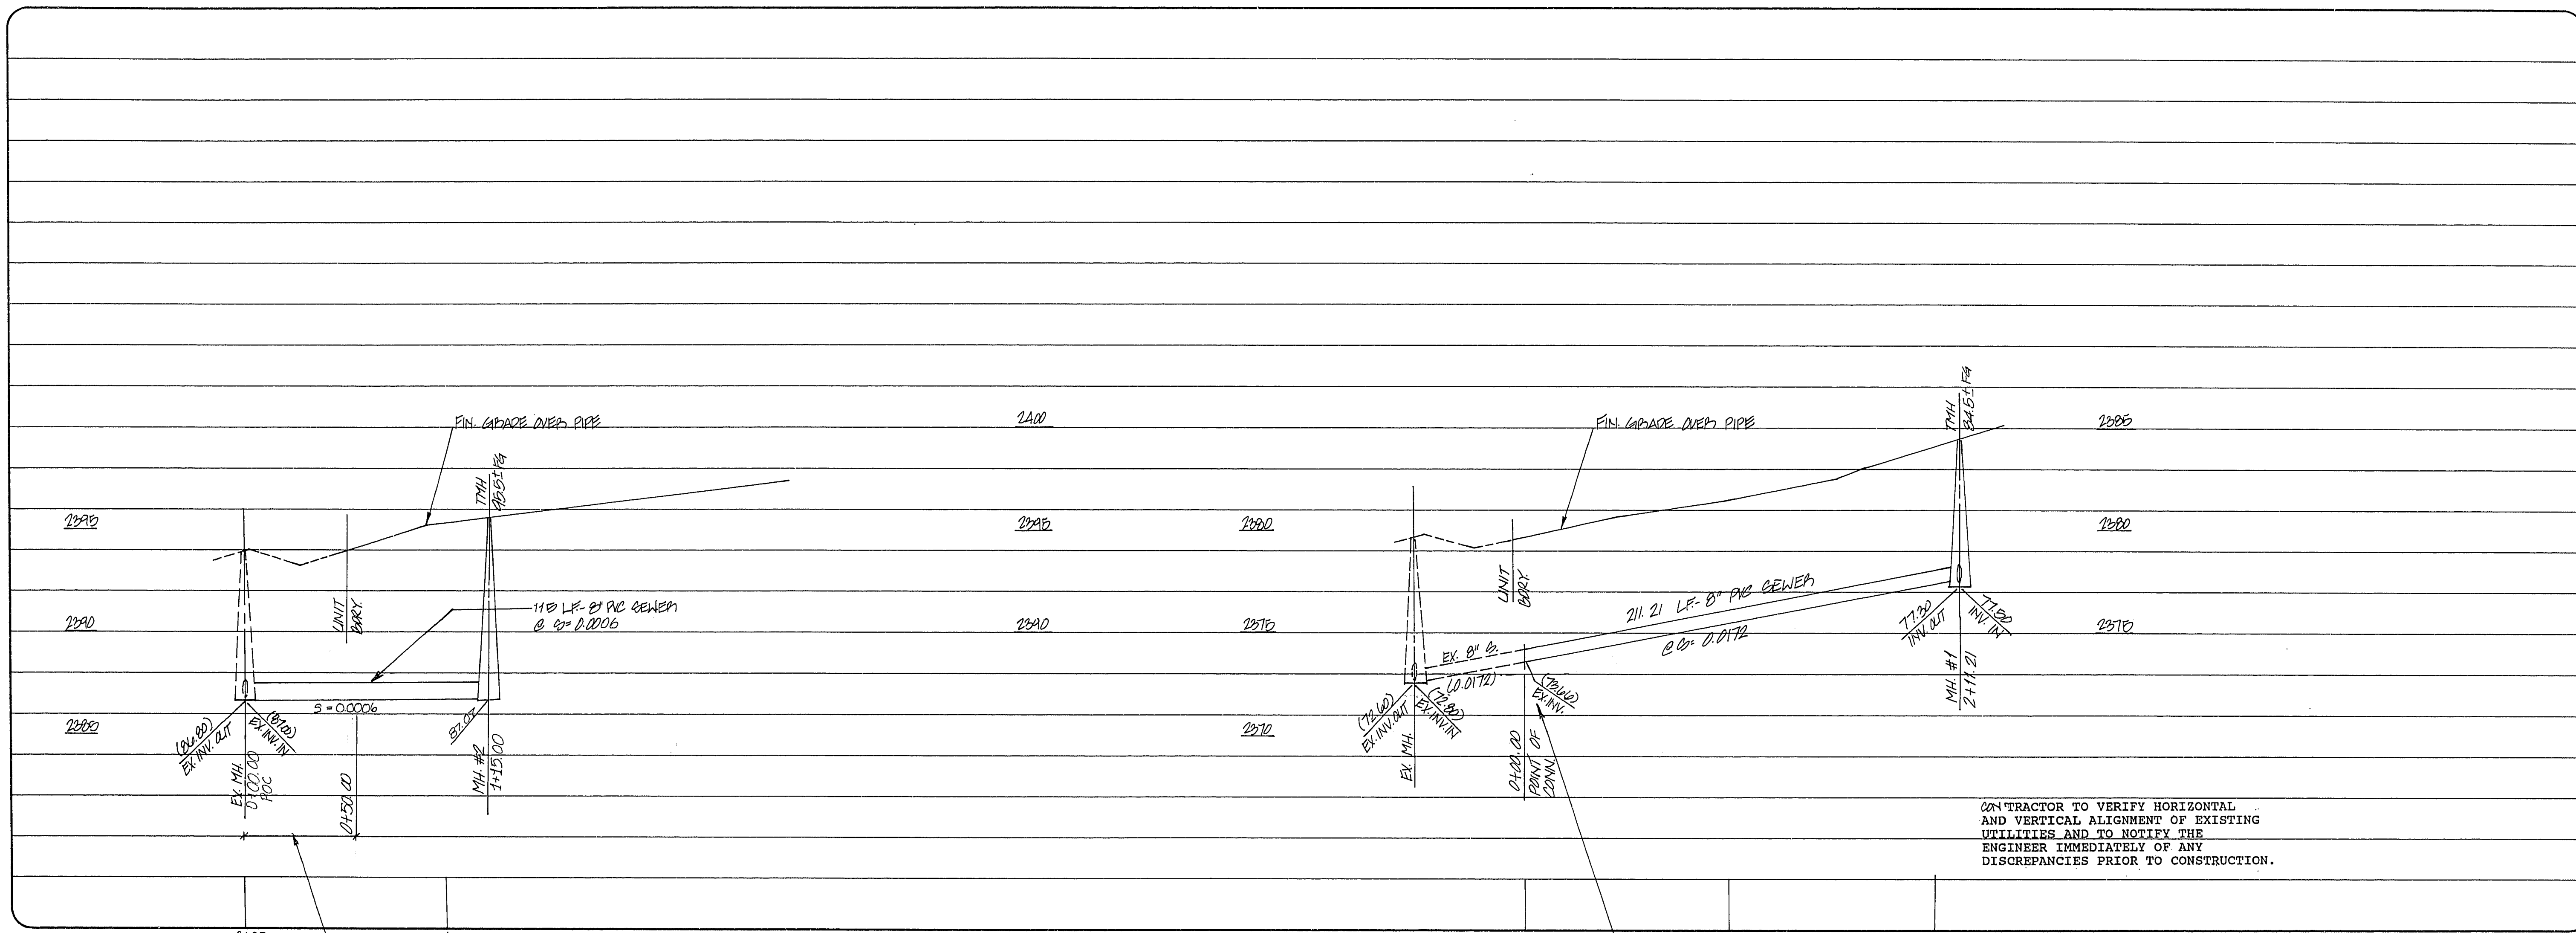 FIN. GRADE OVER PIPE
2400
FIN. GRADE OVER PIPE
2385
TMH
84.5± FG
TMH
95.5± FG
2395
2395
2380
2380
UNIT
BDRY.
UNIT
BDRY.
115 LF.- 8" PVC SEWER
@ S= 0.0006
211.21 LF.- 8" PVC SEWER
@ S= 0.0172
2390
2390
2375
2375
77.30
INV. OUT
77.50
INV. IN
EX. 8" S.
(0.0172)
(73.66)
EX.INV.
S = 0.0006
2385
2370
(86.80)
EX. INV. OUT
(87.00)
EX. INV. IN
87.07
(72.60)
EX. INV. OUT
(72.80)
EX. INV. IN
EX. MH.
0+00.00
POC
0+50.00
MH. #2
1+15.00
EX. MH.
0+00.00
POINT OF
CONN.
MH. #1
2+11.21
CONTRACTOR TO VERIFY HORIZONTAL
AND VERTICAL ALIGNMENT OF EXISTING
UTILITIES AND TO NOTIFY THE
ENGINEER IMMEDIATELY OF ANY
DISCREPANCIES PRIOR TO CONSTRUCTION.